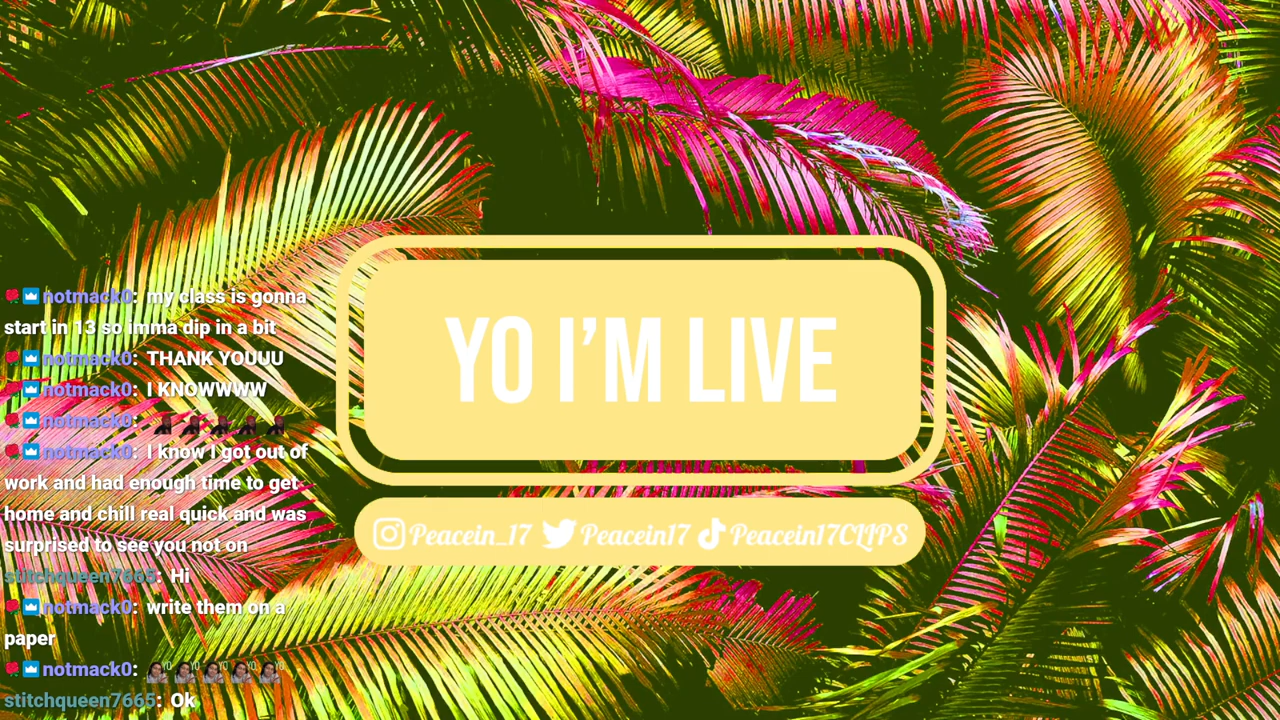 notmack0: my class is gonna
start in 13 so imma dip in a bit
notmack0: THANK YOUUU
notmack0: I KNOWWWW
notmack0:
notmack0: I know I got out of
work and had enough time to get
home and chill real quick and was
surprised to see you not on
stitchqueen7665: Hi
notmack0: write them on a
paper
notmack0:
stitchqueen7665: Ok
YO I’M LIVE
Peacein_17 Peacein17 Peacein17CLIPS